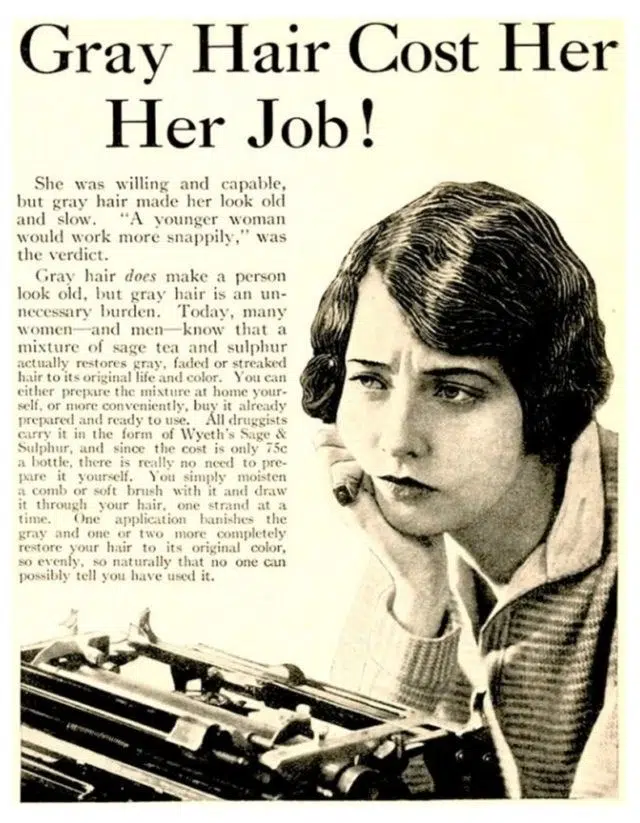 Gray Hair Cost Her
Her Job!
She was willing and capable,
but gray hair made her look old
and slow. "A younger woman
would work more snappily," was
the verdict.
Gray hair does make a person
look old, but gray hair is an un-
necessary burden. Today, many
women—and men—know that a
mixture of sage tea and sulphur
actually restores gray, faded or streaked
hair to its original life and color. You can
either prepare the mixture at home your-
self, or more conveniently, buy it already
prepared and ready to use. All druggists
carry it in the form of Wyeth's Sage &
Sulphur, and since the cost is only 75c
a bottle, there is really no need to pre-
pare it yourself. You simply moisten
a comb or soft brush with it and draw
it through your hair, one strand at a
time. One application banishes the
gray and one or two more completely
restore your hair to its original color,
so evenly, so naturally that no one can
possibly tell you have used it.